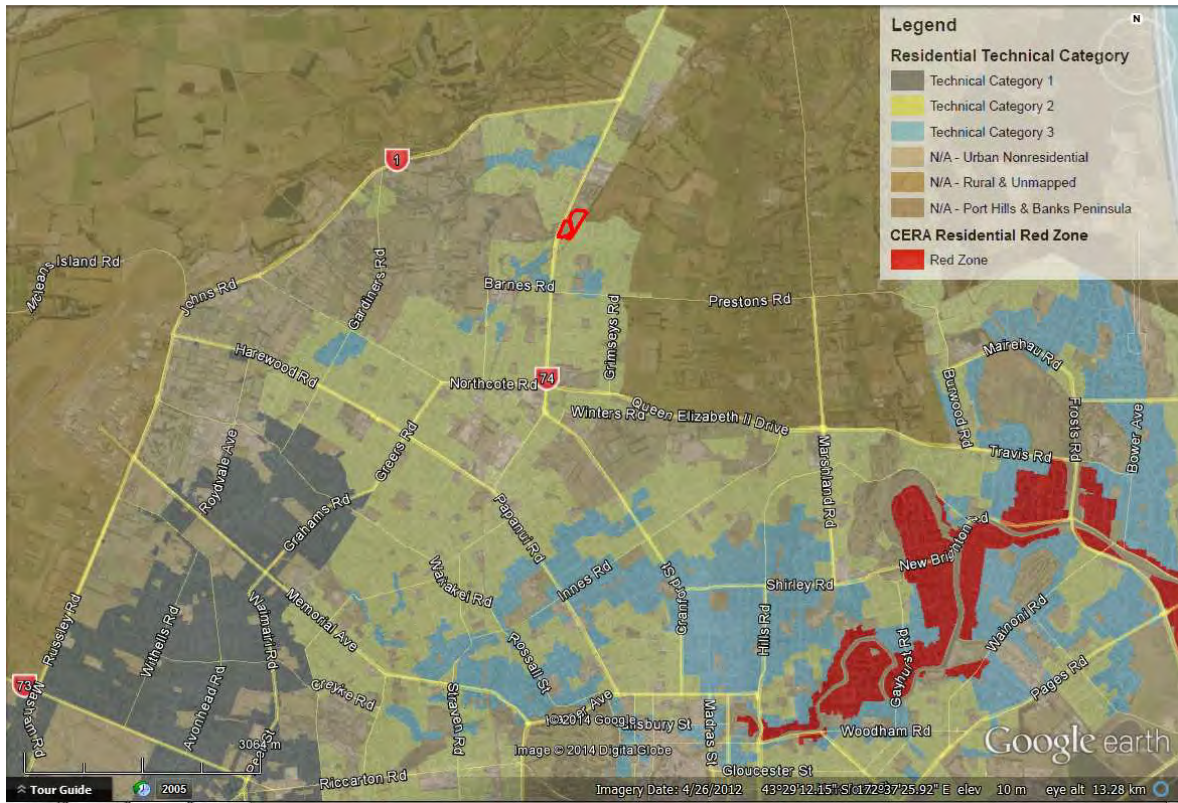 N
Legend
Residential Technical Category
Technical Category 1
Technical Category 2
Technical Category 3
N/A - Urban Nonresidential
N/A - Rural & Unmapped
N/A - Port Hills & Banks Peninsula
CERA Residential Red Zone
Red Zone
1
McLeans Island Rd
Johns Rd
Gardiners Rd
Barnes Rd
Grimseys Rd
Prestons Rd
Harewood Rd
Northcote Rd
74
Winters Rd
Queen Elizabeth II Drive
Mairehau Rd
Burwood Rd
Frosts Rd
Bower Ave
Travis Rd
Marshland Rd
Roydvale Ave
Greers Rd
Grahams Rd
Papanui Rd
New Brighton Rd
Wairakei Rd
Innes Rd
Shirley Rd
Hills Rd
Wainoni Rd
Memorial Ave
Waimairi Rd
Withells Rd
Russley Rd
Rossall St
Gayhurst Rd
Pages Rd
73
Masham Rd
Avonhead Rd
Creyke Rd
Straven Rd
© 2014 Google
Madras St
Woodham Rd
Google earth
3064 m
Image © 2014 DigitalGlobe
Gloucester St
Riccarton Rd
Tour Guide
2005
Imagery Date: 4/26/2012
elev 10 m
eye alt 13.28 km